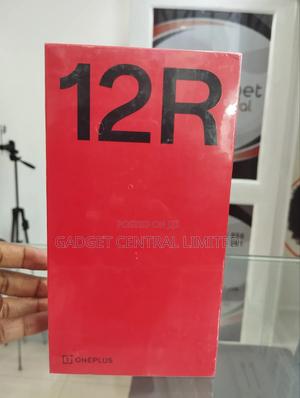 12R
POSTED ON JIJI
GADGET CENTRAL LIMITED
ONEPLUS